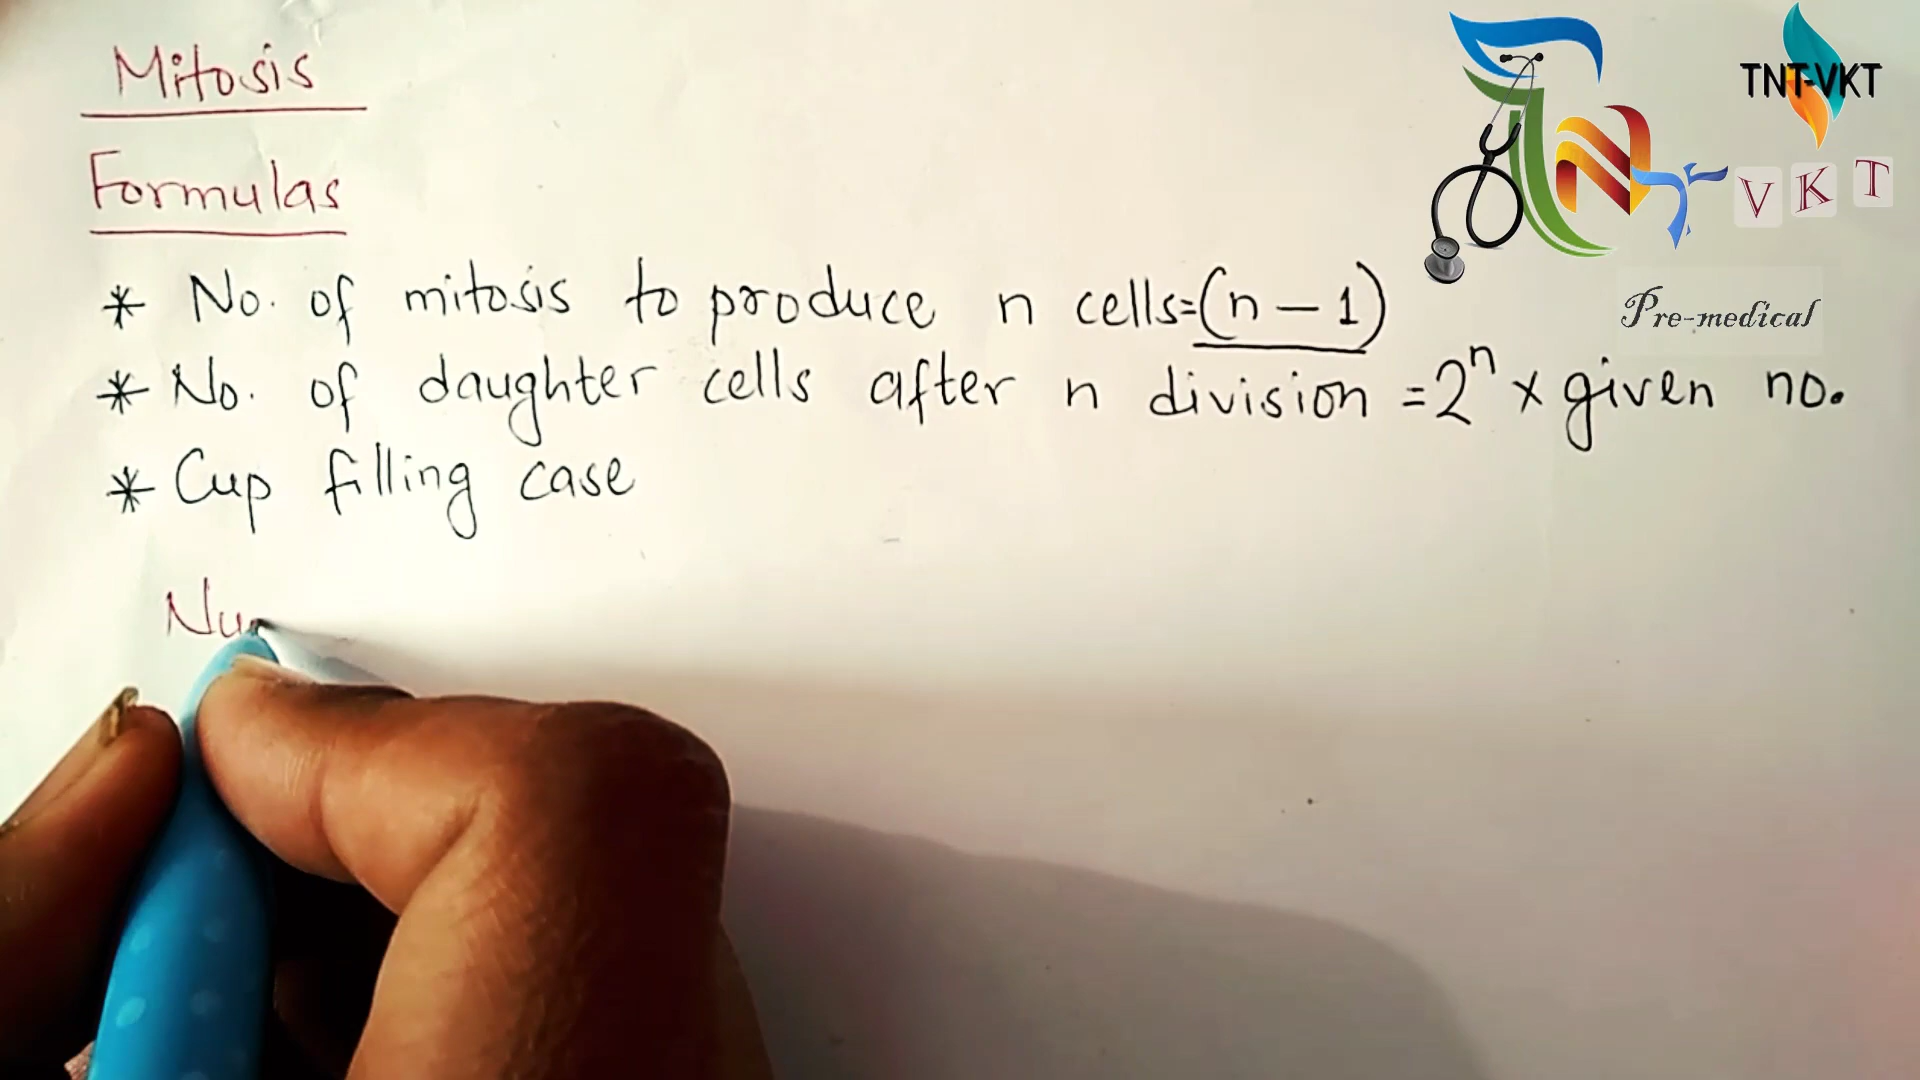 Mitosis
Formulas
* No. of mitosis to produce n cells=(n-1)
* No. of daughter cells after n division =2ⁿ x given no.
* Cup filling case
TNT-VKT
VKT
Pre-medical